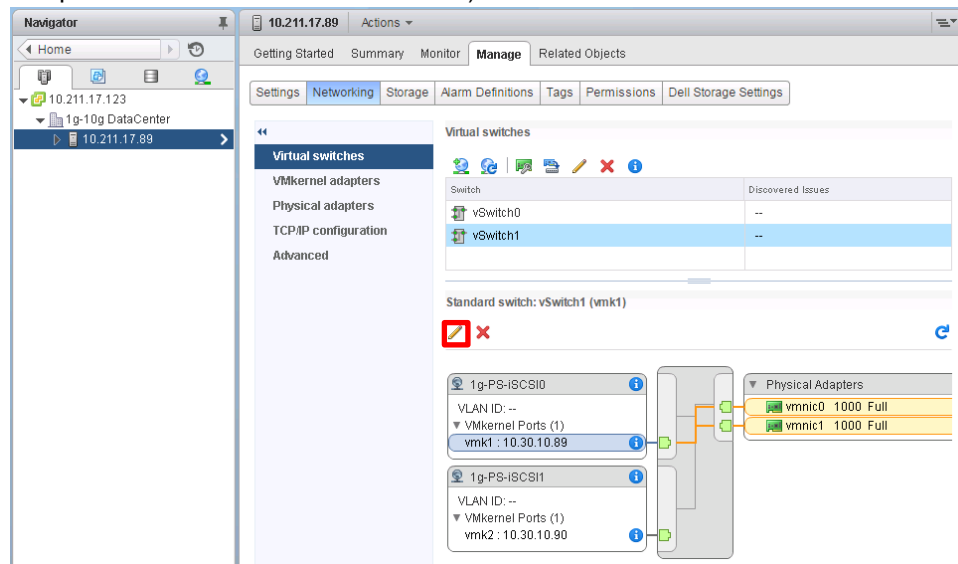 Navigator
10.211.17.89 Actions
Home
Getting Started Summary Monitor Manage Related Objects
Settings Networking Storage Alarm Definitions Tags Permissions Dell Storage Settings
10.211.17.123
1g-10g DataCenter
10.211.17.89
Virtual switches
VMkernel adapters
Physical adapters
TCP/IP configuration
Advanced
Virtual switches
Switch Discovered Issues
vSwitch0 --
vSwitch1 --
Standard switch: vSwitch1 (vmk1)
1g-PS-iSCSI0
VLAN ID: --
VMkernel Ports (1)
vmk1 : 10.30.10.89
1g-PS-iSCSI1
VLAN ID: --
VMkernel Ports (1)
vmk2 : 10.30.10.90
Physical Adapters
vmnic0 1000 Full
vmnic1 1000 Full